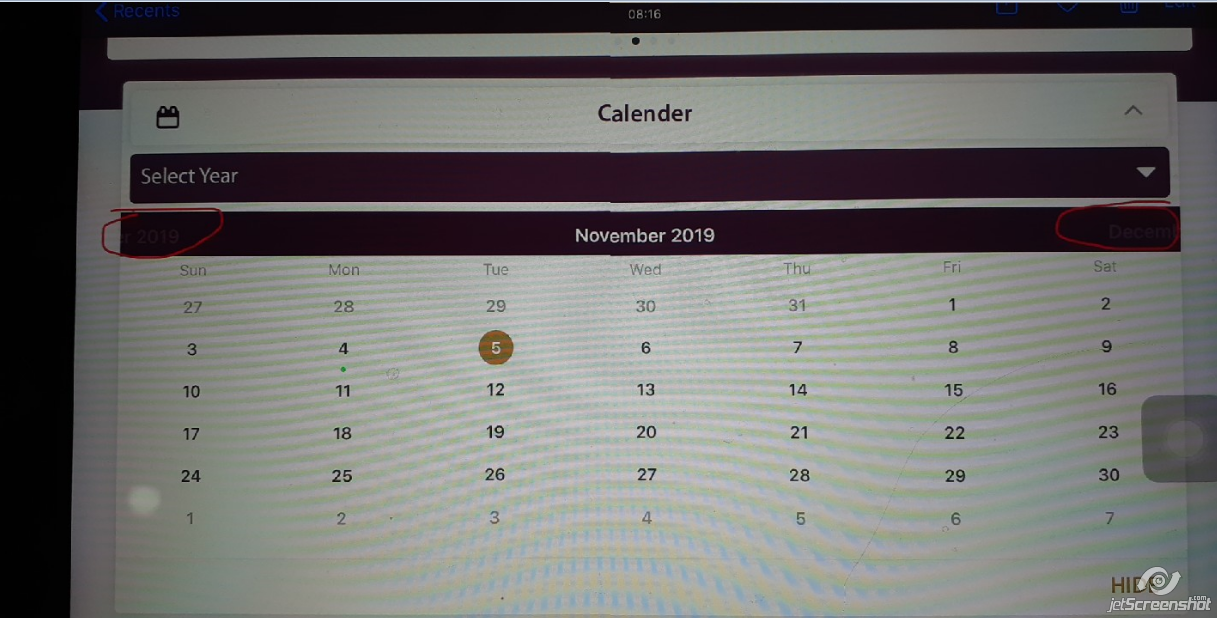 Recents
08:16
Edit
Calender
Select Year
r 2019 November 2019 Decem
Sun Mon Tue Wed Thu Fri Sat
27 28 29 30 31 1 2
3 4 5 6 7 8 9
10 11 12 13 14 15 16
17 18 19 20 21 22 23
24 25 26 27 28 29 30
1 2 3 4 5 6 7
HIDE
jetScreenshot
.com